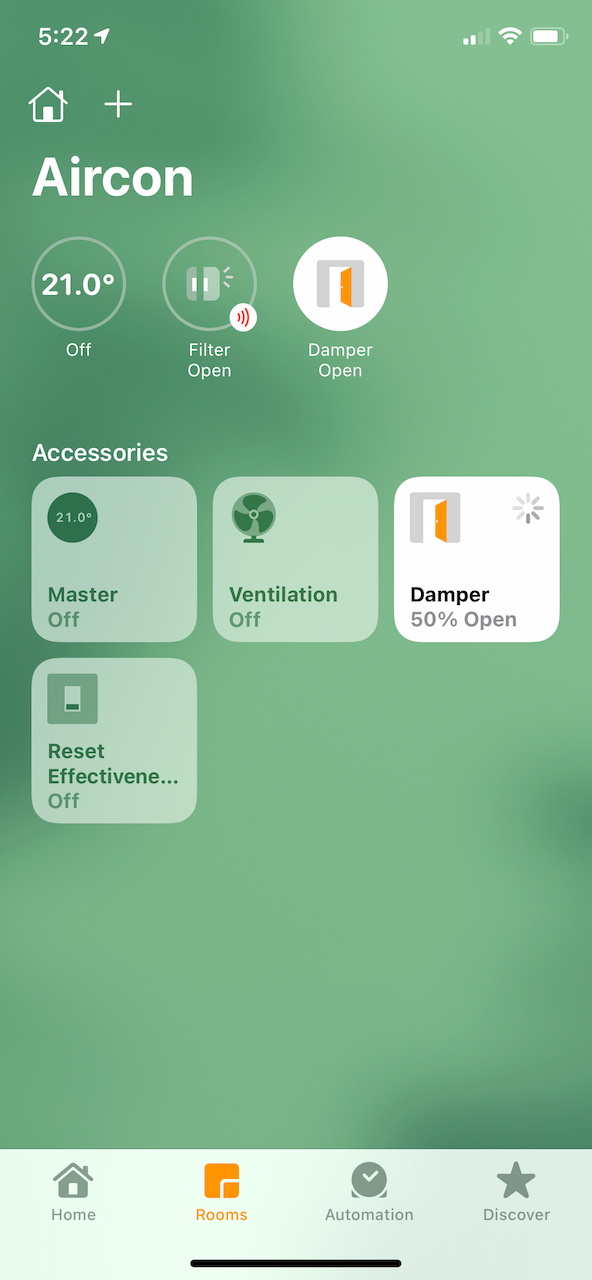 5:22
Aircon
21.0°
Off
Filter
Open
Damper
Open
Accessories
21.0°
Master
Off
Ventilation
Off
Damper
50% Open
Reset
Effectivene...
Off
Home
Rooms
Automation
Discover